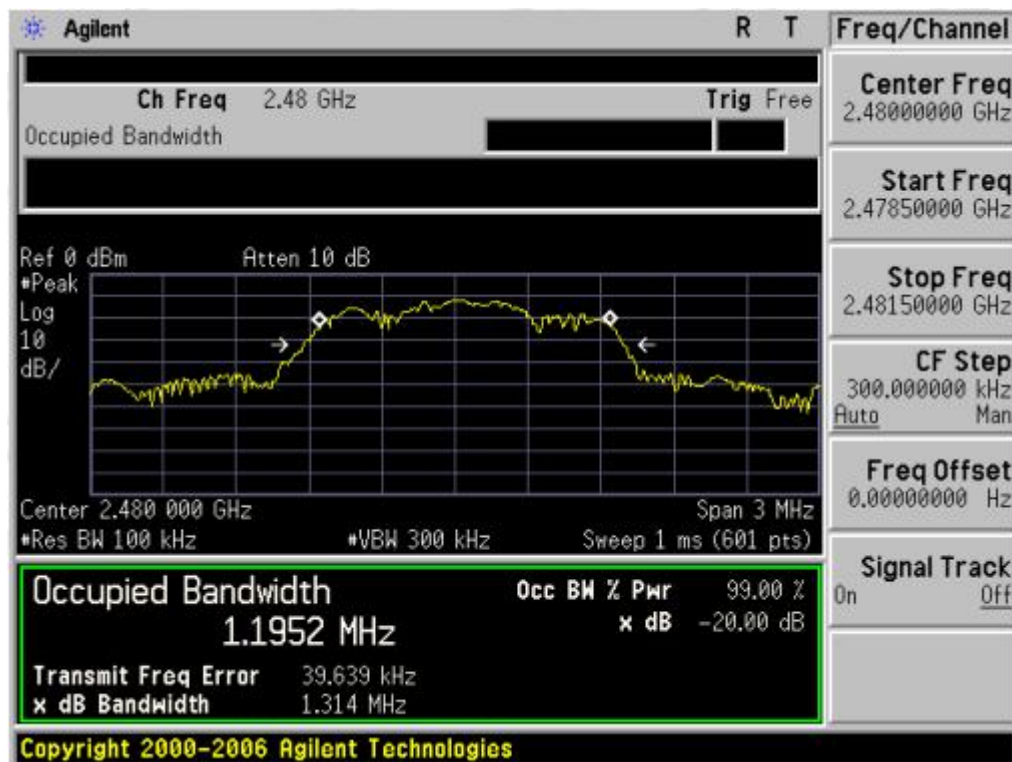 Agilent R T
Ch Freq 2.48 GHz Trig Free
Occupied Bandwidth
Ref 0 dBm Atten 10 dB
#Peak
Log
10
dB/
Center 2.480 000 GHz Span 3 MHz
#Res BW 100 kHz #VBW 300 kHz Sweep 1 ms (601 pts)
Occupied Bandwidth Occ BW % Pwr 99.00 %
1.1952 MHz x dB -20.00 dB
Transmit Freq Error 39.639 kHz
x dB Bandwidth 1.314 MHz
Copyright 2000-2006 Agilent Technologies
Freq/Channel
Center Freq
2.48000000 GHz
Start Freq
2.47850000 GHz
Stop Freq
2.48150000 GHz
CF Step
300.000000 kHz
Auto Man
Freq Offset
0.00000000 Hz
Signal Track
On Off